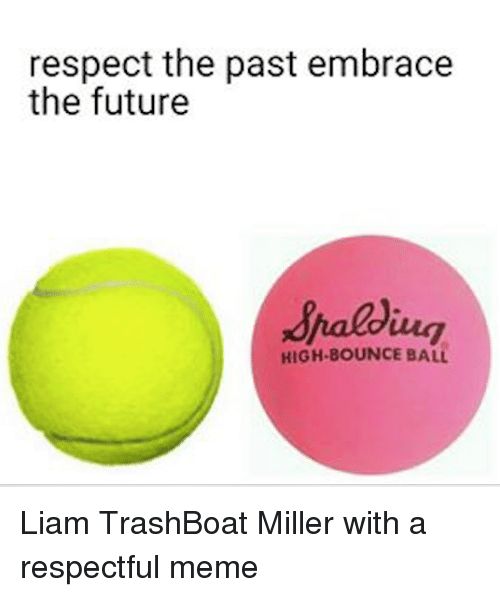 respect the past embrace
the future
Spalding
HIGH-BOUNCE BALL
Liam TrashBoat Miller with a
respectful meme